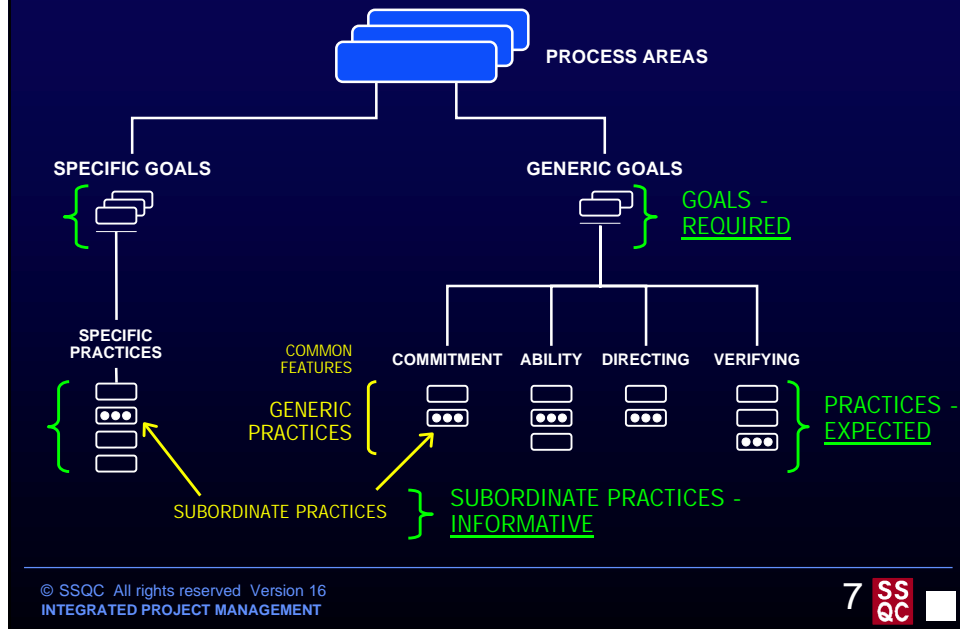 PROCESS AREAS
SPECIFIC GOALS
GENERIC GOALS
GOALS -
REQUIRED
SPECIFIC
PRACTICES
COMMON
FEATURES
COMMITMENT
ABILITY
DIRECTING
VERIFYING
GENERIC
PRACTICES
PRACTICES -
EXPECTED
SUBORDINATE PRACTICES
SUBORDINATE PRACTICES -
INFORMATIVE
© SSQC All rights reserved Version 16
INTEGRATED PROJECT MANAGEMENT
7
SS
QC